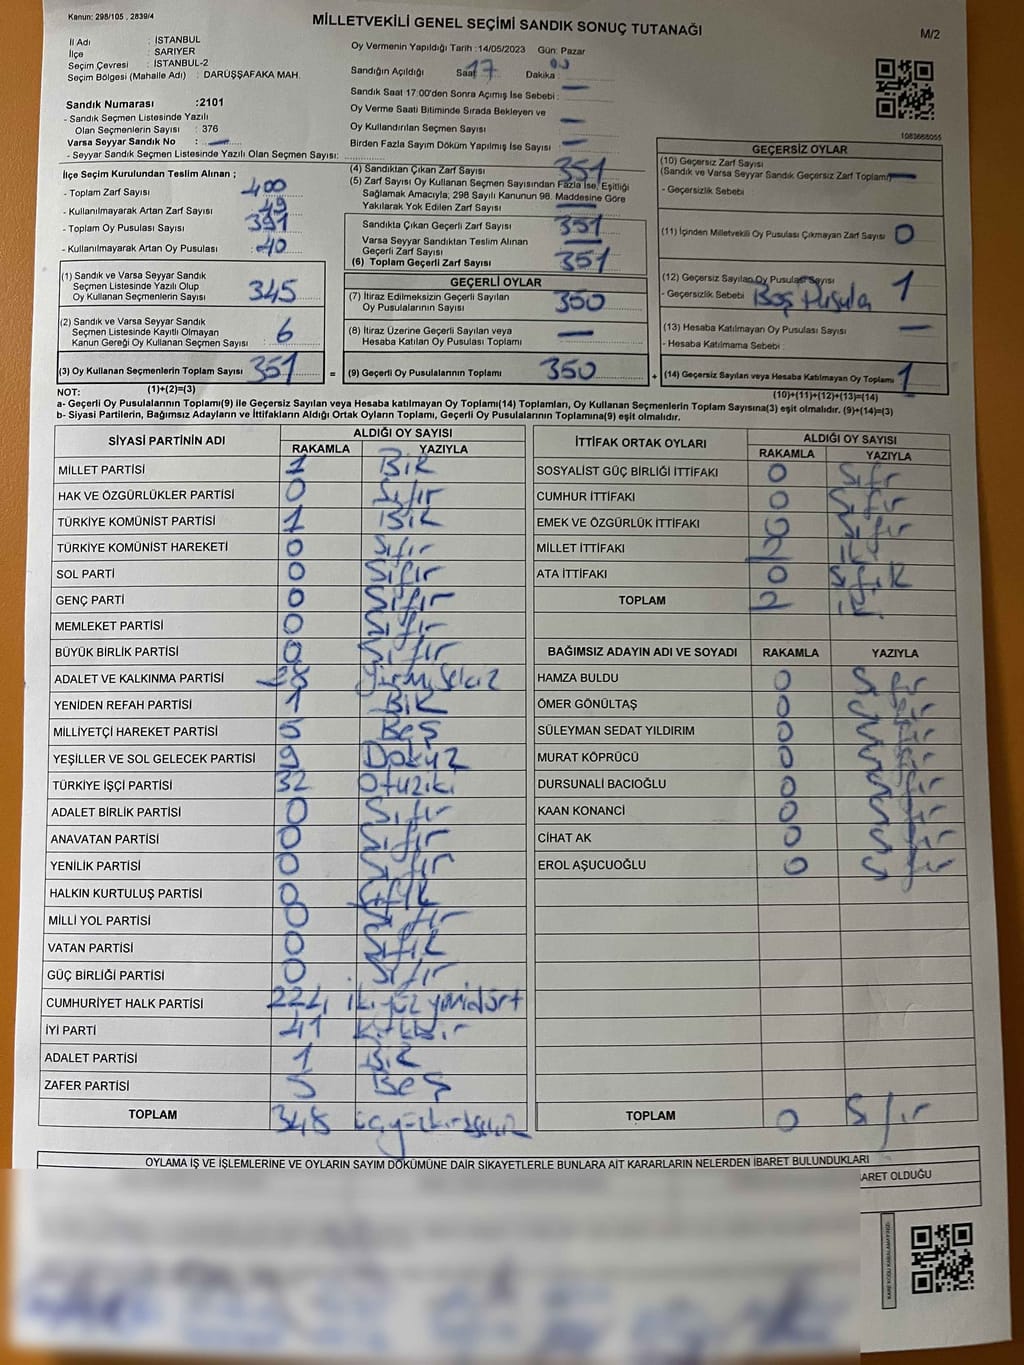 Kanun: 298/105 , 2839/4
MİLLETVEKİLİ GENEL SEÇİMİ SANDIK SONUÇ TUTANAĞI
M/2
İl Adı : İSTANBUL
İlçe : SARIYER
Seçim Çevresi : İSTANBUL-2
Seçim Bölgesi (Mahalle Adı) : DARÜŞŞAFAKA MAH.
Oy Vermenin Yapıldığı Tarih :14/05/2023 Gün: Pazar
Sandığın Açıldığı Saat 17 Dakika :
Sandık Saat 17:00'den Sonra Açımış İse Sebebi : —
Oy Verme Saati Bitiminde Sırada Bekleyen ve
Oy Kullandırılan Seçmen Sayısı —
Birden Fazla Sayım Döküm Yapılmış İse Sayısı —
Sandık Numarası :2101
- Sandık Seçmen Listesinde Yazılı
Olan Seçmenlerin Sayısı : 376
Varsa Seyyar Sandık No : —
- Seyyar Sandık Seçmen Listesinde Yazılı Olan Seçmen Sayısı:
1083668055
İlçe Seçim Kurulundan Teslim Alınan ;
- Toplam Zarf Sayısı 400
- Kullanılmayarak Artan Zarf Sayısı 49
- Toplam Oy Pusulası Sayısı 391
- Kullanılmayarak Artan Oy Pusulası 40
(1) Sandık ve Varsa Seyyar Sandık
Seçmen Listesinde Yazılı Olup
Oy Kullanan Seçmenlerin Sayısı 345
(2) Sandık ve Varsa Seyyar Sandık
Seçmen Listesinde Kayıtlı Olmayan
Kanun Gereği Oy Kullanan Seçmen Sayısı 6
(3) Oy Kullanan Seçmenlerin Toplam Sayısı 351 =
(1)+(2)=(3)
(4) Sandıktan Çıkan Zarf Sayısı 351
(5) Zarf Sayısı Oy Kullanan Seçmen Sayısından Fazla İse, Eşitliği
Sağlamak Amacıyla, 298 Sayılı Kanunun 98. Maddesine Göre
Yakılarak Yok Edilen Zarf Sayısı —
Sandıkta Çıkan Geçerli Zarf Sayısı 351
Varsa Seyyar Sandıktan Teslim Alınan
Geçerli Zarf Sayısı —
(6) Toplam Geçerli Zarf Sayısı 351
GEÇERLİ OYLAR
(7) İtiraz Edilmeksizin Geçerli Sayılan
Oy Pusulalarının Sayısı 350
(8) İtiraz Üzerine Geçerli Sayılan veya
Hesaba Katılan Oy Pusulası Toplamı —
(9) Geçerli Oy Pusulalarının Toplamı 350 +
GEÇERSİZ OYLAR
(10) Geçersiz Zarf Sayısı
(Sandık ve Varsa Seyyar Sandık Geçersiz Zarf Toplamı) —
- Geçersizlik Sebebi :
(11) İçinden Milletvekili Oy Pusulası Çıkmayan Zarf Sayısı 0
(12) Geçersiz Sayılan Oy Pusulası Sayısı 1
- Geçersizlik Sebebi Boş Pusula
(13) Hesaba Katılmayan Oy Pusulası Sayısı —
- Hesaba Katılmama Sebebi :
(14) Geçersiz Sayılan veya Hesaba Katılmayan Oy Pusulası Toplamı 1
(10)+(11)+(12)+(13)=(14)
NOT:
a- Geçerli Oy Pusulalarının Toplamı(9) ile Geçersiz Sayılan veya Hesaba katılmayan Oy Pusulası Toplamı(14) Toplamları, Oy Kullanan Seçmenlerin Toplam Sayısına(3) eşit olmalıdır. (9)+(14)=(3)
b- Siyasi Partilerin, Bağımsız Adayların ve İttifakların Aldığı Ortak Oyların Toplamı, Geçerli Oy Pusulalarının Toplamına(9) eşit olmalıdır.
SİYASİ PARTİNİN ADI ALDIĞI OY SAYISI
RAKAMLA YAZIYLA
MİLLET PARTİSİ 1 Bir
HAK VE ÖZGÜRLÜKLER PARTİSİ 0 Sıfır
TÜRKİYE KOMÜNİST PARTİSİ 1 Bir
TÜRKİYE KOMÜNİST HAREKETİ 0 Sıfır
SOL PARTİ 0 Sıfır
GENÇ PARTİ 0 Sıfır
MEMLEKET PARTİSİ 0 Sıfır
BÜYÜK BİRLİK PARTİSİ 0 Sıfır
ADALET VE KALKINMA PARTİSİ 28 Yirmisekiz
YENİDEN REFAH PARTİSİ 1 Bir
MİLLİYETÇİ HAREKET PARTİSİ 5 Beş
YEŞİLLER VE SOL GELECEK PARTİSİ 9 Dokuz
TÜRKİYE İŞÇİ PARTİSİ 32 Otuziki
ADALET BİRLİK PARTİSİ 0 Sıfır
ANAVATAN PARTİSİ 0 Sıfır
YENİLİK PARTİSİ 0 Sıfır
HALKIN KURTULUŞ PARTİSİ 0 Sıfır
MİLLİ YOL PARTİSİ 0 Sıfır
VATAN PARTİSİ 0 Sıfır
GÜÇ BİRLİĞİ PARTİSİ 0 Sıfır
CUMHURİYET HALK PARTİSİ 224 ikiyüz yirmidört
İYİ PARTİ 41 Kırkbir
ADALET PARTİSİ 1 Bir
ZAFER PARTİSİ 5 Beş
TOPLAM 348 üçyüzkırksekiz
İTTİFAK ORTAK OYLARI ALDIĞI OY SAYISI
RAKAMLA YAZIYLA
SOSYALİST GÜÇ BİRLİĞİ İTTİFAKI 0 Sıfır
CUMHUR İTTİFAKI 0 Sıfır
EMEK VE ÖZGÜRLÜK İTTİFAKI 0 Sıfır
MİLLET İTTİFAKI 2 iki
ATA İTTİFAKI 0 Sıfır
TOPLAM 2 iki
BAĞIMSIZ ADAYIN ADI VE SOYADI RAKAMLA YAZIYLA
HAMZA BULDU 0 Sıfır
ÖMER GÖNÜLTAŞ 0 Sıfır
SÜLEYMAN SEDAT YILDIRIM 0 Sıfır
MURAT KÖPRÜCÜ 0 Sıfır
DURSUNALİ BACIOĞLU 0 Sıfır
KAAN KONANCİ 0 Sıfır
CİHAT AK 0 Sıfır
EROL AŞUCUOĞLU 0 Sıfır
TOPLAM 0 Sıfır
OYLAMA İŞ VE İŞLEMLERİNE VE OYLARIN SAYIM DÖKÜMÜNE DAİR ŞİKAYETLERLE BUNLARA AİT KARARLARIN NELERDEN İBARET BULUNDUKLARI
OLDUĞU